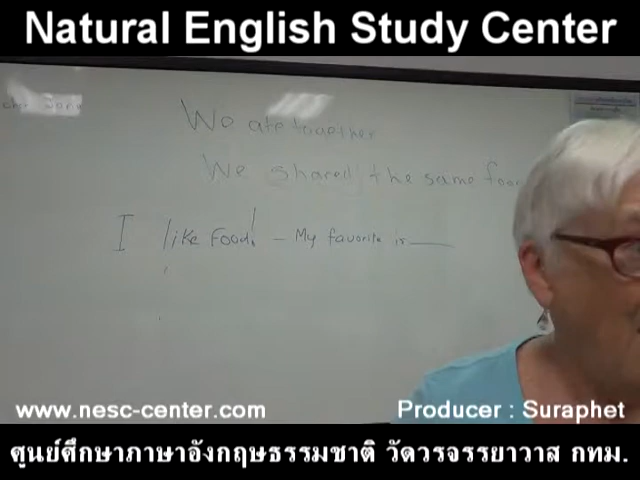 Natural English Study Center
We ate together
We shared the same food
I like Food! - My favorite is
www.nesc-center.com
Producer : Suraphet
ศูนย์ศึกษาภาษาอังกฤษธรรมชาติ วัดวรจรรยาวาส กทม.